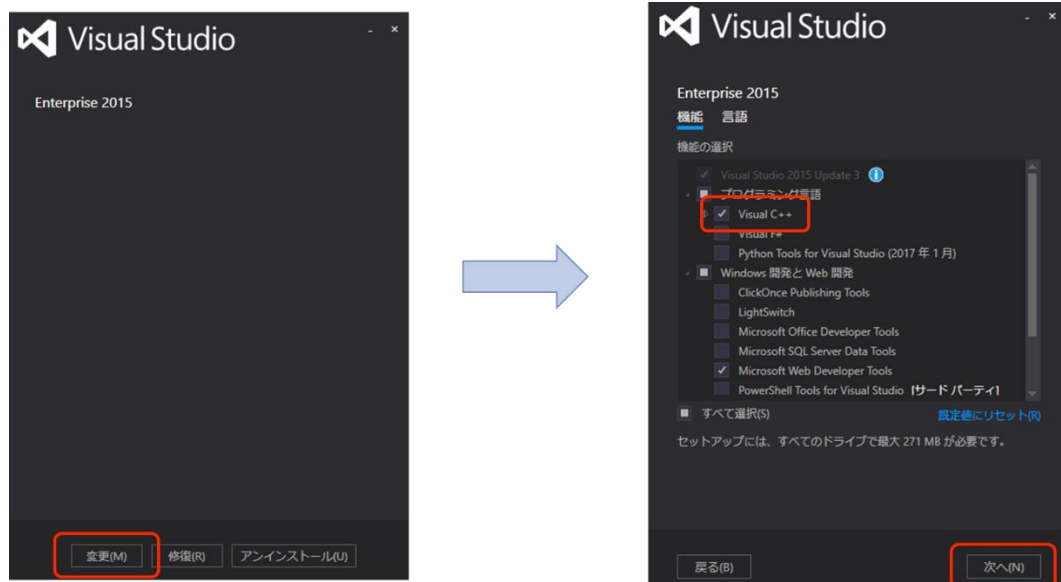 Visual Studio
Enterprise 2015
変更(M)
修復(R)
アンインストール(U)
Visual Studio
Enterprise 2015
機能 言語
機能の選択
Visual Studio 2015 Update 3
プログラミング言語
Visual C++
Visual F#
Python Tools for Visual Studio (2017 年 1 月)
Windows 開発と Web 開発
ClickOnce Publishing Tools
LightSwitch
Microsoft Office Developer Tools
Microsoft SQL Server Data Tools
Microsoft Web Developer Tools
PowerShell Tools for Visual Studio [サード パーティ]
すべて選択(S) 既定値にリセット(R)
セットアップには、すべてのドライブで最大 271 MB が必要です。
戻る(B) 次へ(N)